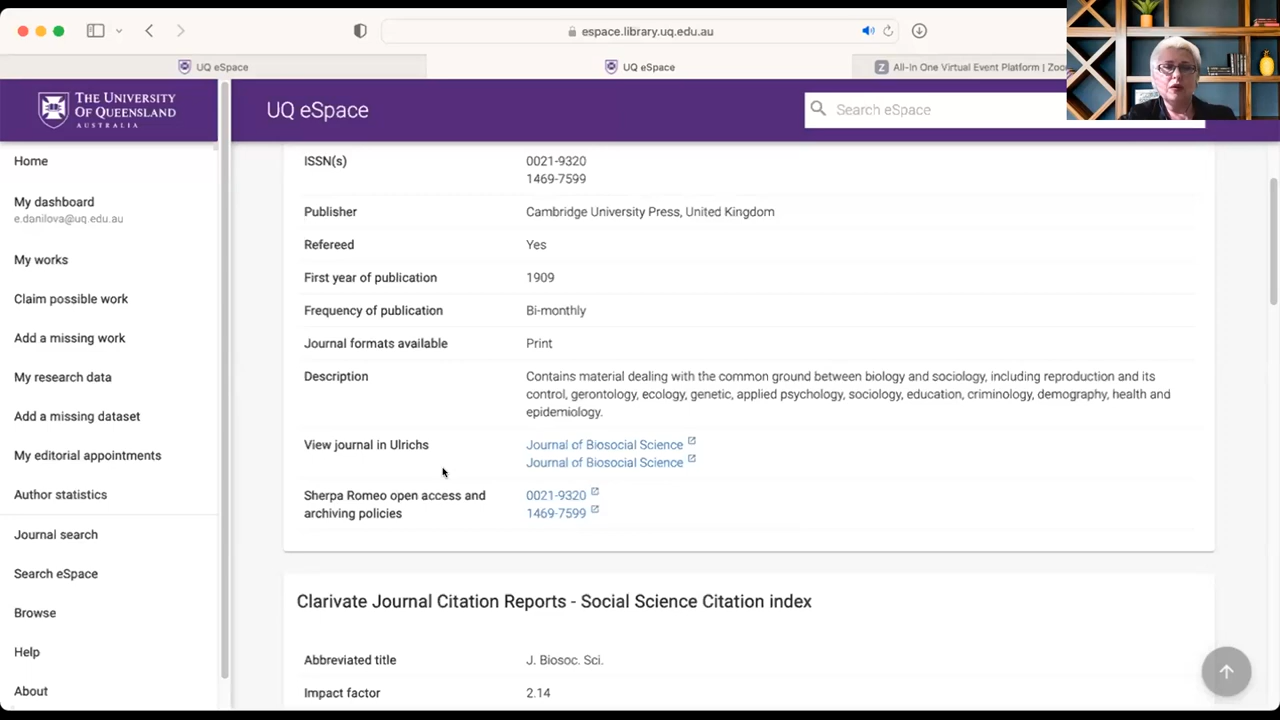 espace.library.uq.edu.au
UQ eSpace
UQ eSpace
All-In One Virtual Event Platform | Zoo
THE UNIVERSITY
OF QUEENSLAND
AUSTRALIA
UQ eSpace
Search eSpace
Home
My dashboard
e.danilova@uq.edu.au
My works
Claim possible work
Add a missing work
My research data
Add a missing dataset
My editorial appointments
Author statistics
Journal search
Search eSpace
Browse
Help
About
ISSN(s) 0021-9320
1469-7599
Publisher Cambridge University Press, United Kingdom
Refereed Yes
First year of publication 1909
Frequency of publication Bi-monthly
Journal formats available Print
Description Contains material dealing with the common ground between biology and sociology, including reproduction and its
control, gerontology, ecology, genetic, applied psychology, sociology, education, criminology, demography, health and
epidemiology.
View journal in Ulrichs Journal of Biosocial Science
Journal of Biosocial Science
Sherpa Romeo open access and 0021-9320
archiving policies 1469-7599
Clarivate Journal Citation Reports - Social Science Citation index
Abbreviated title J. Biosoc. Sci.
Impact factor 2.14